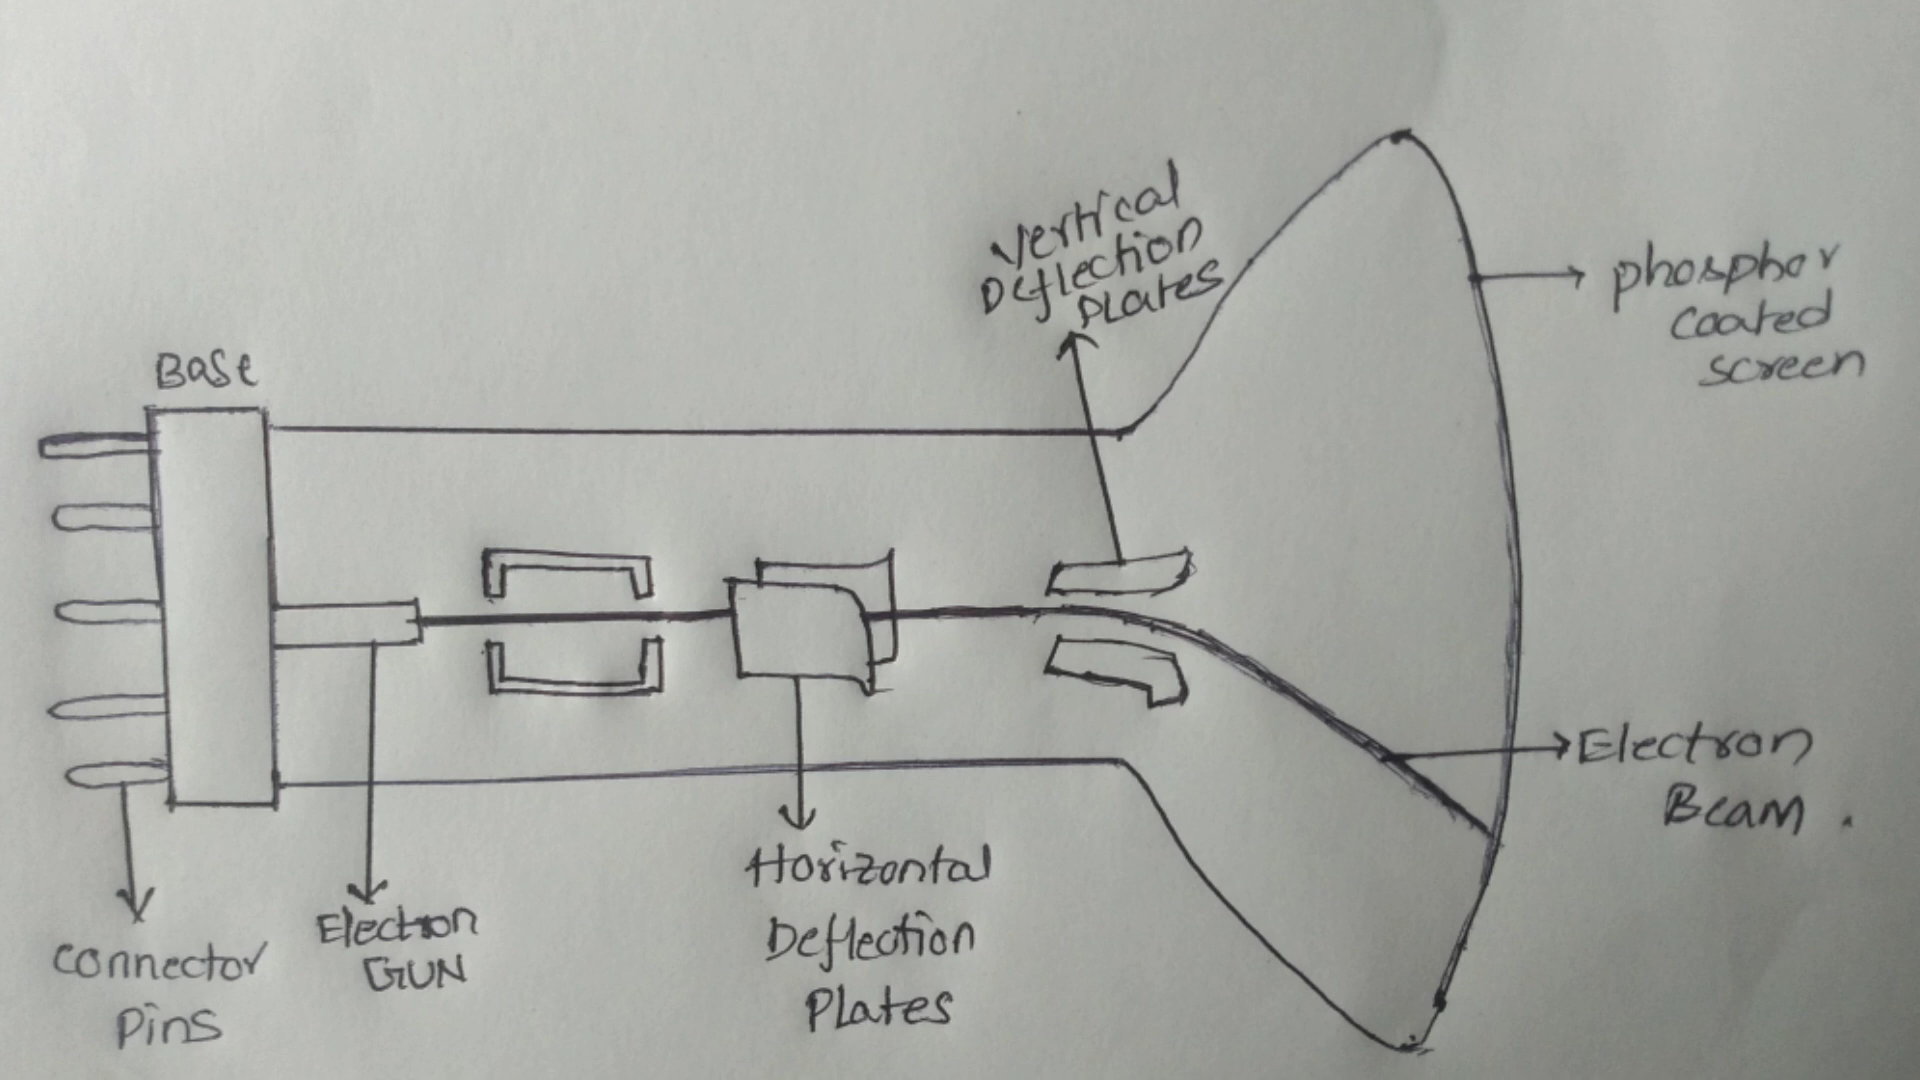 Vertical
Deflection
Plates
phosphor
coated
screen
Base
Electron
Beam.
Horizontal
Deflection
Plates
Electron
GUN
connector
Pins